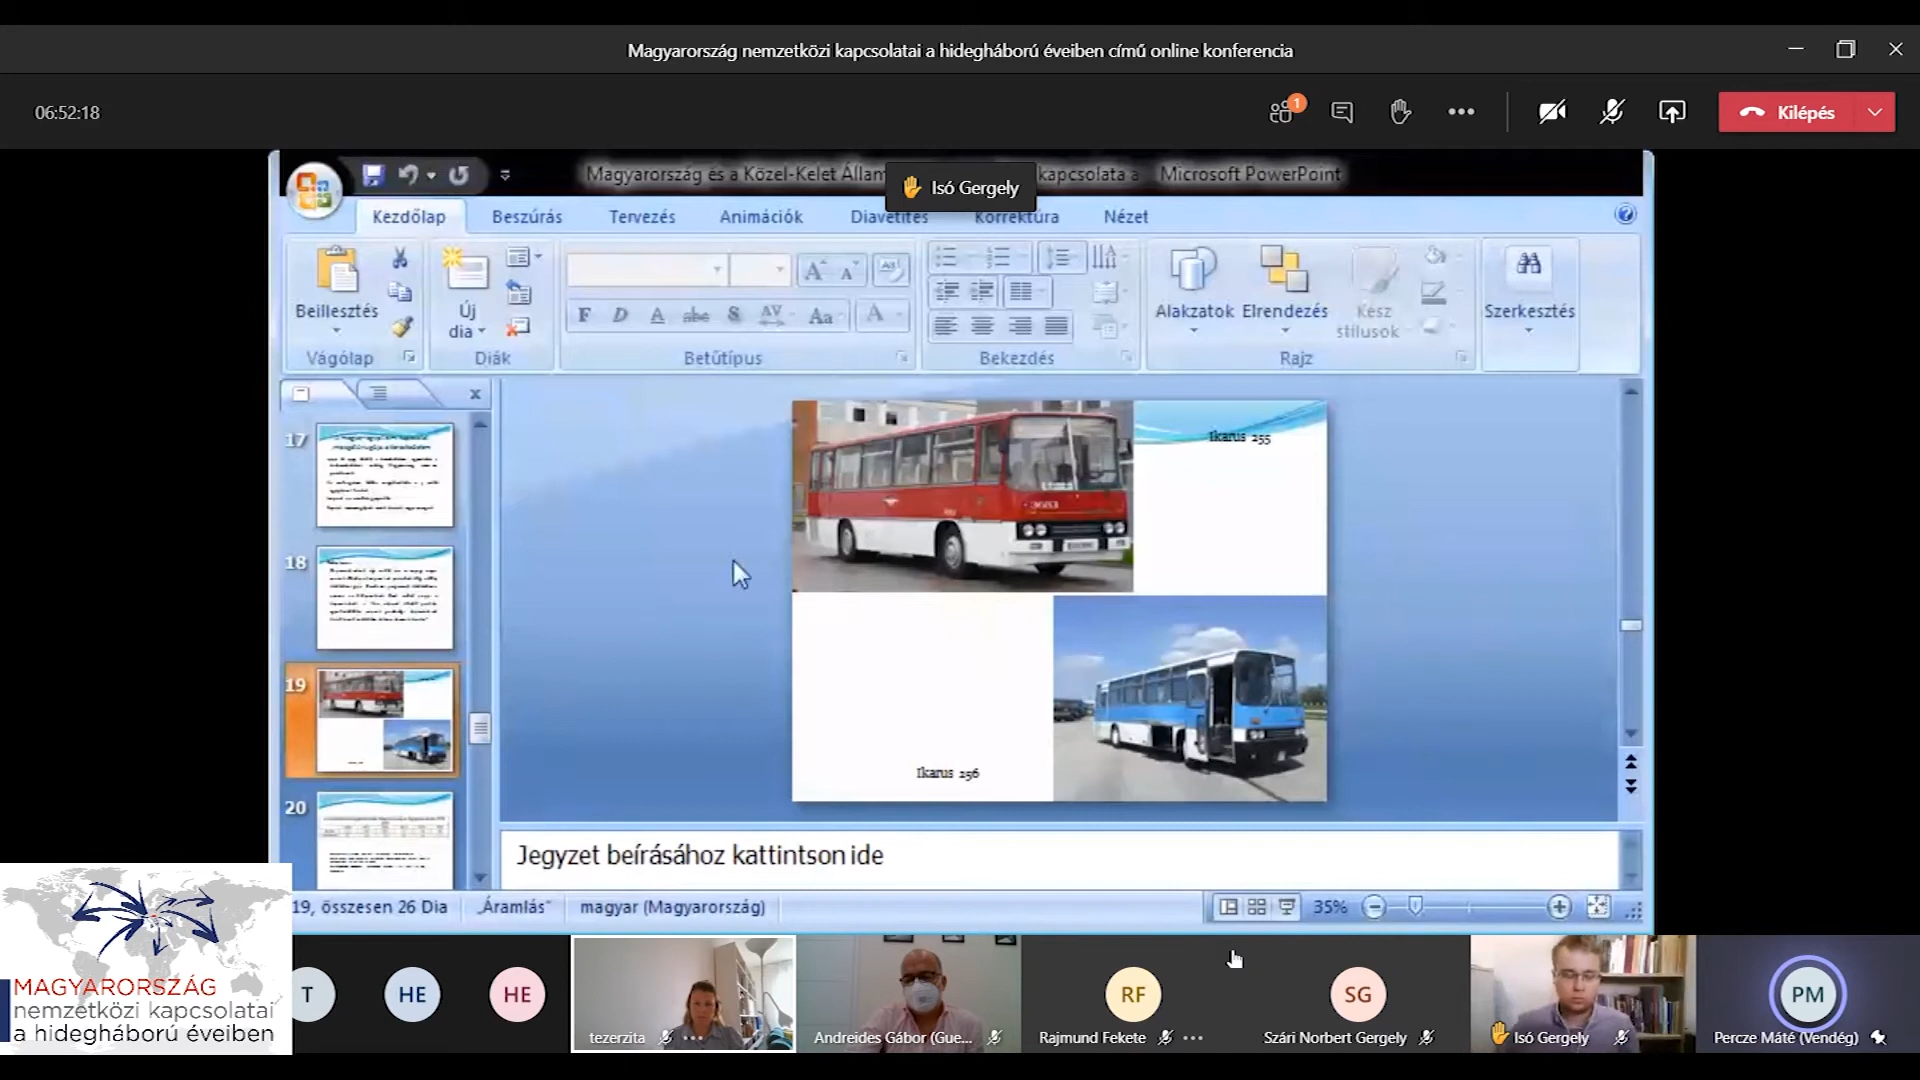 Magyarország nemzetközi kapcsolatai a hidegháború éveiben című online konferencia
06:52:18
1
Kilépés
Magyarország és a Közel-Kelet Állam
kapcsolata a
Microsoft PowerPoint
Isó Gergely
Kezdőlap
Beszúrás
Tervezés
Animációk
Diavetítés
Korrektúra
Nézet
Beillesztés
Új
dia
Alakzatok
Elrendezés
Kész
stílusok
Szerkesztés
F D A abc S AV Aa A
Vágólap
Diák
Betűtípus
Bekezdés
Rajz
17
18
19
20
Ikarus 255
Ikarus 256
Jegyzet beírásához kattintson ide
19, összesen 26 Dia
„Áramlás”
magyar (Magyarország)
35%
MAGYARORSZÁG
nemzetközi kapcsolatai
a hidegháború éveiben
T
HE
HE
RF
SG
PM
tezerzita
Andreides Gábor (Gue...
Rajmund Fekete
Szári Norbert Gergely
Isó Gergely
Percze Máté (Vendég)